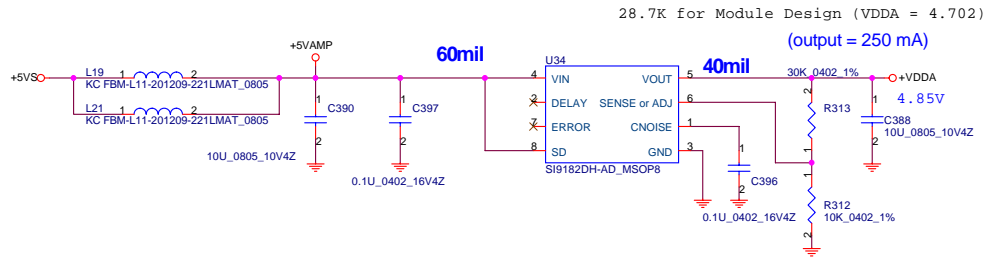 28.7K for Module Design (VDDA = 4.702)
(output = 250 mA)
+5VAMP
60mil
U34
40mil
30K_0402_1%
+5VS
L19
1
2
KC FBM-L11-201209-221LMAT_0805
4
VIN
VOUT
5
+VDDA
4.85V
L21
1
2
KC FBM-L11-201209-221LMAT_0805
1
C390
2
10U_0805_10V4Z
1
C397
2
0.1U_0402_16V4Z
2
DELAY
SENSE or ADJ
6
7
ERROR
CNOISE
1
8
SD
GND
3
SI9182DH-AD_MSOP8
2
R313
1
1
C388
10U_0805_10V4Z
2
1
C396
2
0.1U_0402_16V4Z
1
R312
10K_0402_1%
2